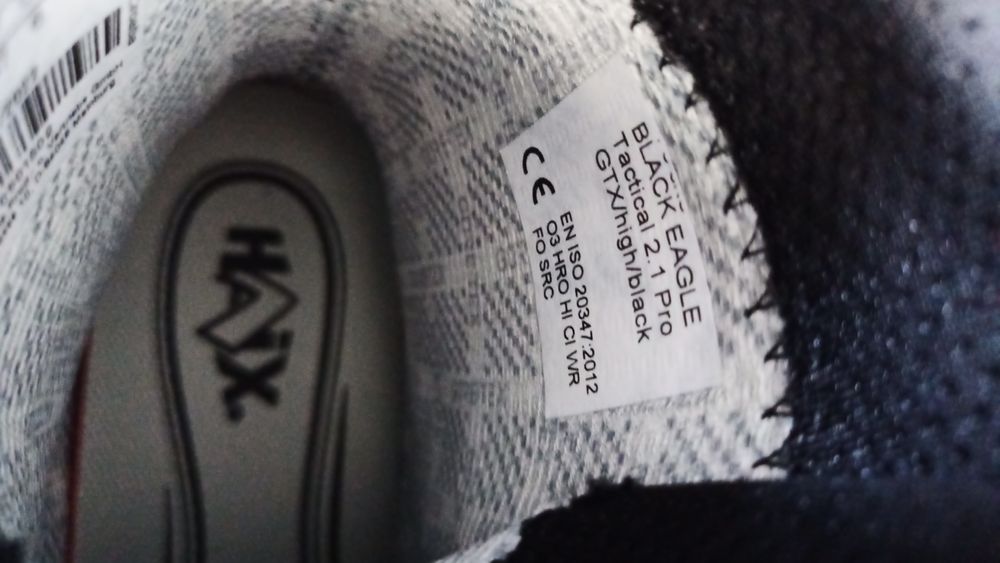 BLACK EAGLE
Tactical 2.1 Pro
GTX/high/black
CE
EN ISO 20347:2012
O3 HRO HI CI WR
FO SRC
HAIX